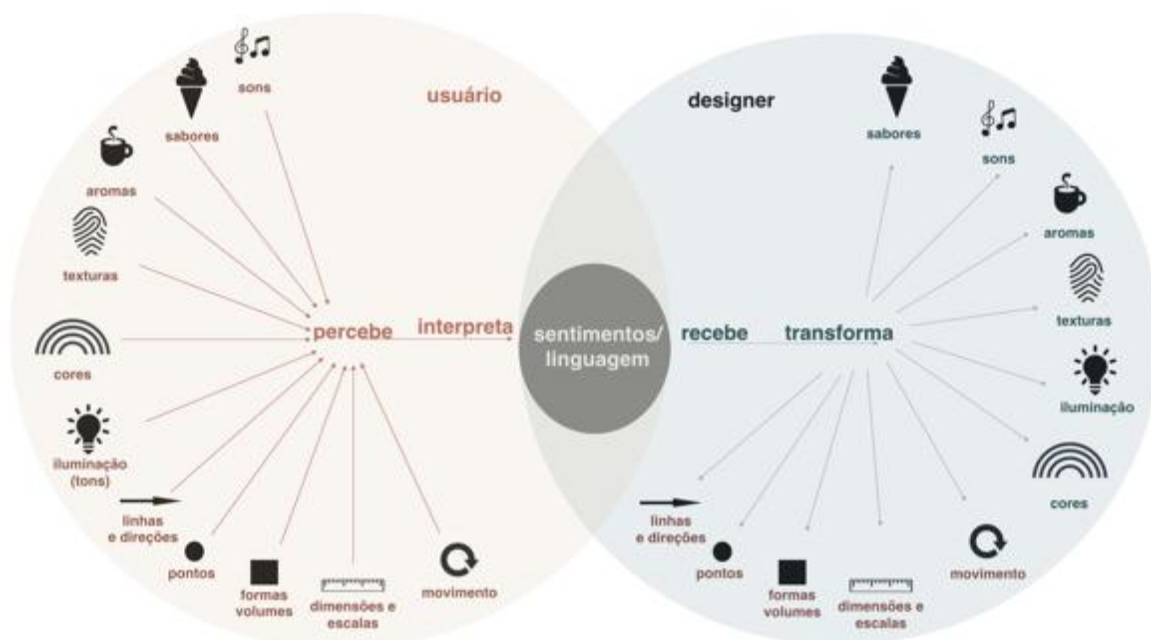 sons
usuário
sabores
aromas
texturas
percebe
interpreta
cores
iluminação
(tons)
linhas
e direções
pontos
formas
volumes
dimensões e
escalas
movimento
sentimentos/
linguagem
designer
sabores
sons
aromas
recebe
transforma
texturas
iluminação
cores
linhas
e direções
pontos
formas
volumes
dimensões e
escalas
movimento